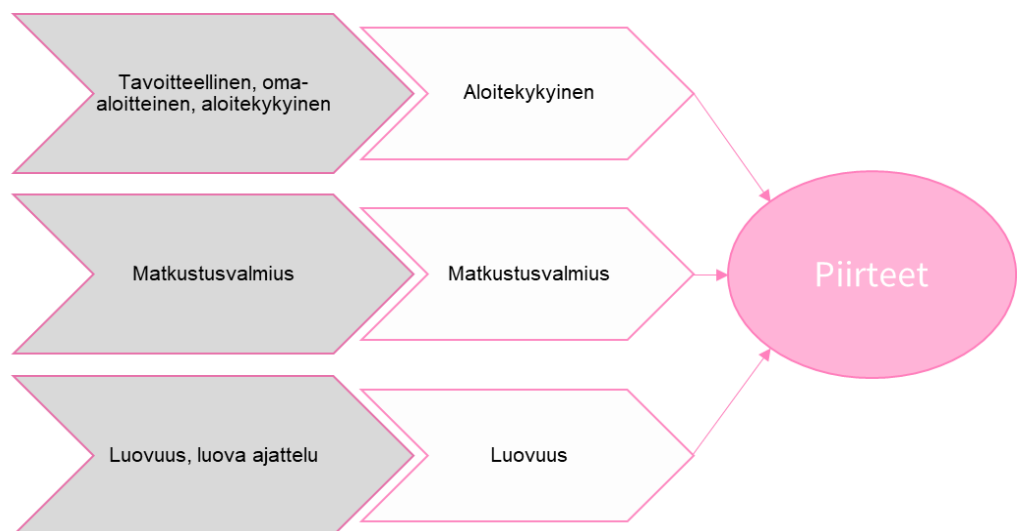 Tavoitteellinen, oma-
aloitteinen, aloitekykyinen
Aloitekykyinen
Matkustusvalmius
Matkustusvalmius
Piirteet
Luovuus, luova ajattelu
Luovuus